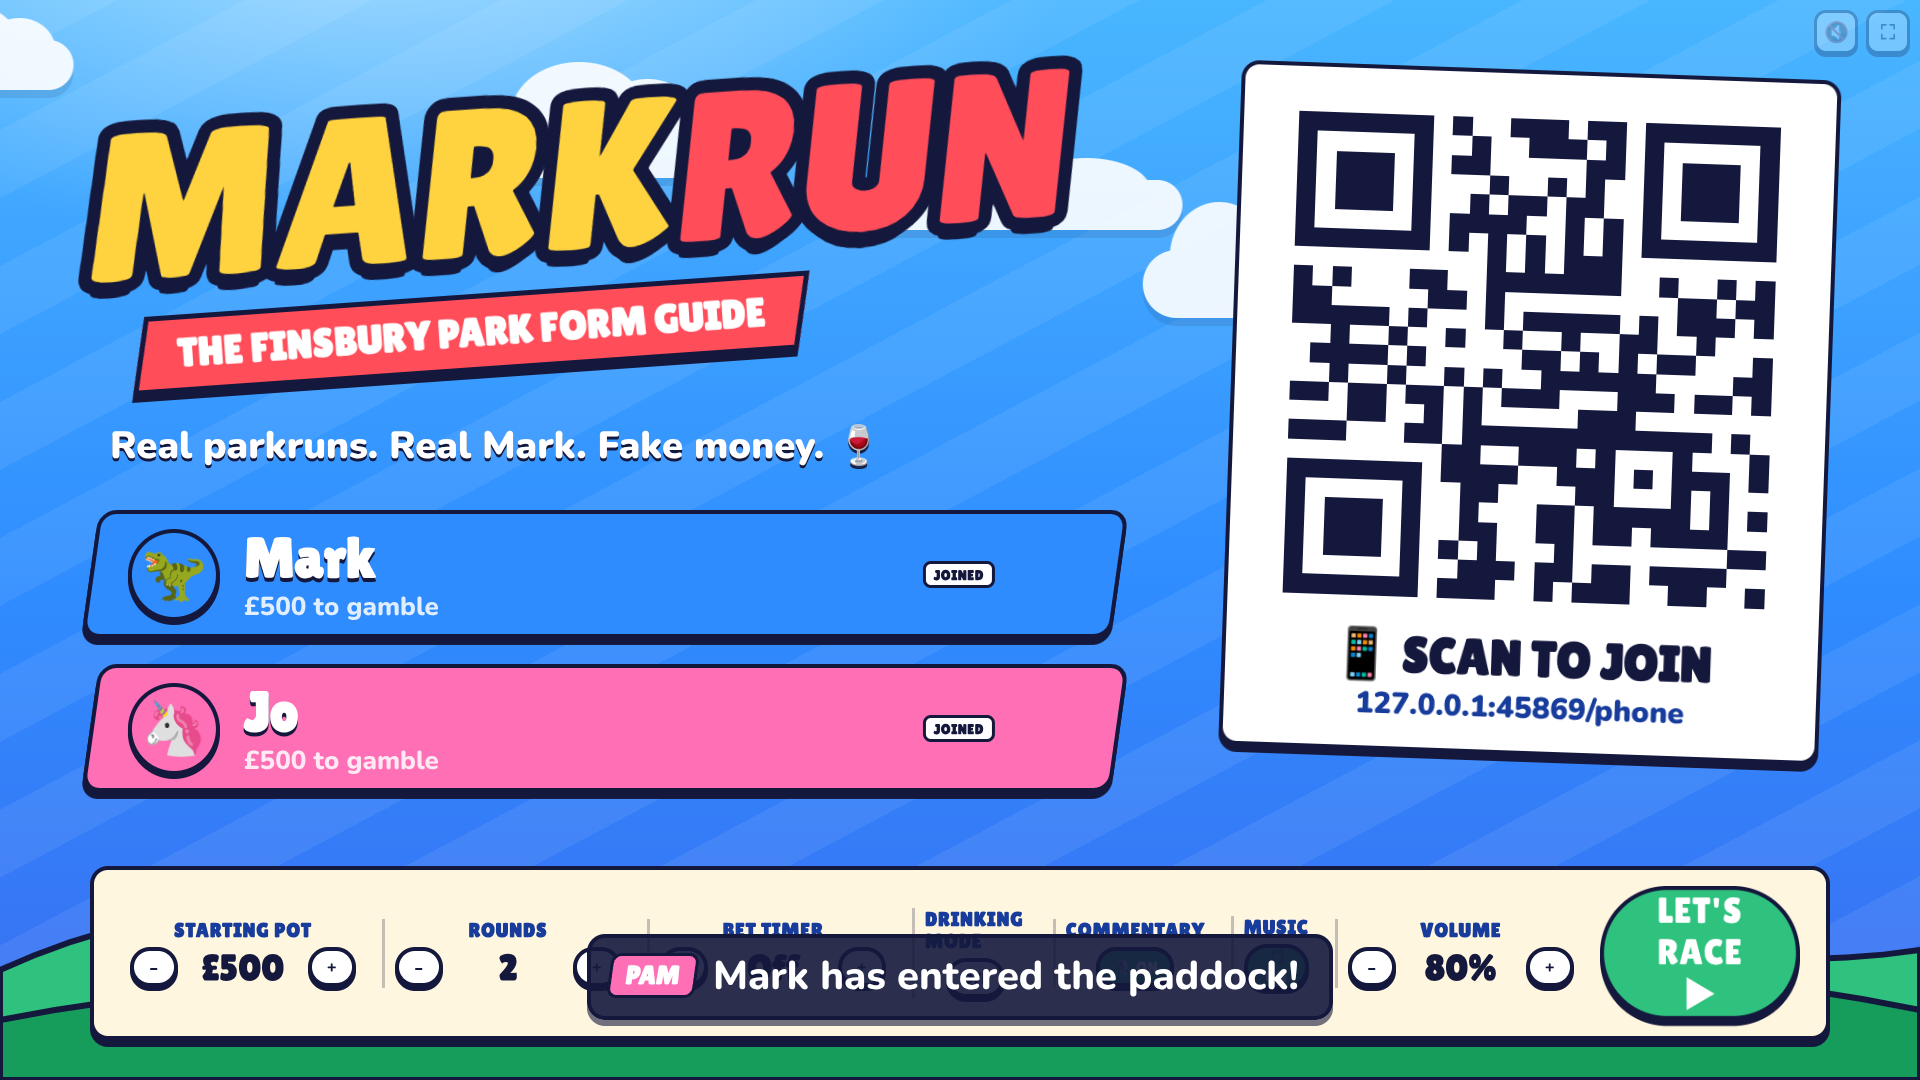 MARKRUN
THE FINSBURY PARK FORM GUIDE
Real parkruns. Real Mark. Fake money.
Mark
£500 to gamble
JOINED
Jo
£500 to gamble
JOINED
SCAN TO JOIN
127.0.0.1:45869/phone
STARTING POT
- £500 +
ROUNDS
- 2 +
BET TIMER
Off
DRINKING
MODE
COMMENTARY
MUSIC
VOLUME
- 80% +
LET'S
RACE
PAM Mark has entered the paddock!